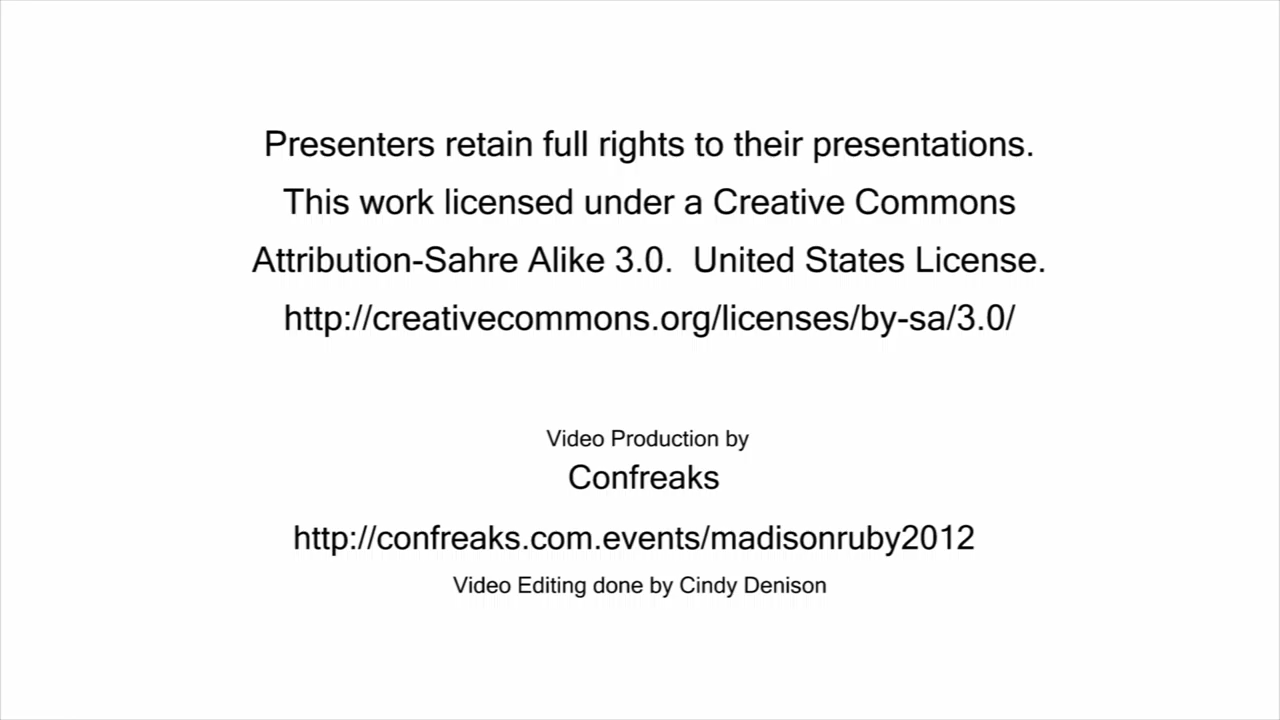 Presenters retain full rights to their presentations.
This work licensed under a Creative Commons
Attribution-Sahre Alike 3.0.  United States License.
http://creativecommons.org/licenses/by-sa/3.0/
Video Production by
Confreaks
http://confreaks.com.events/madisonruby2012
Video Editing done by Cindy Denison